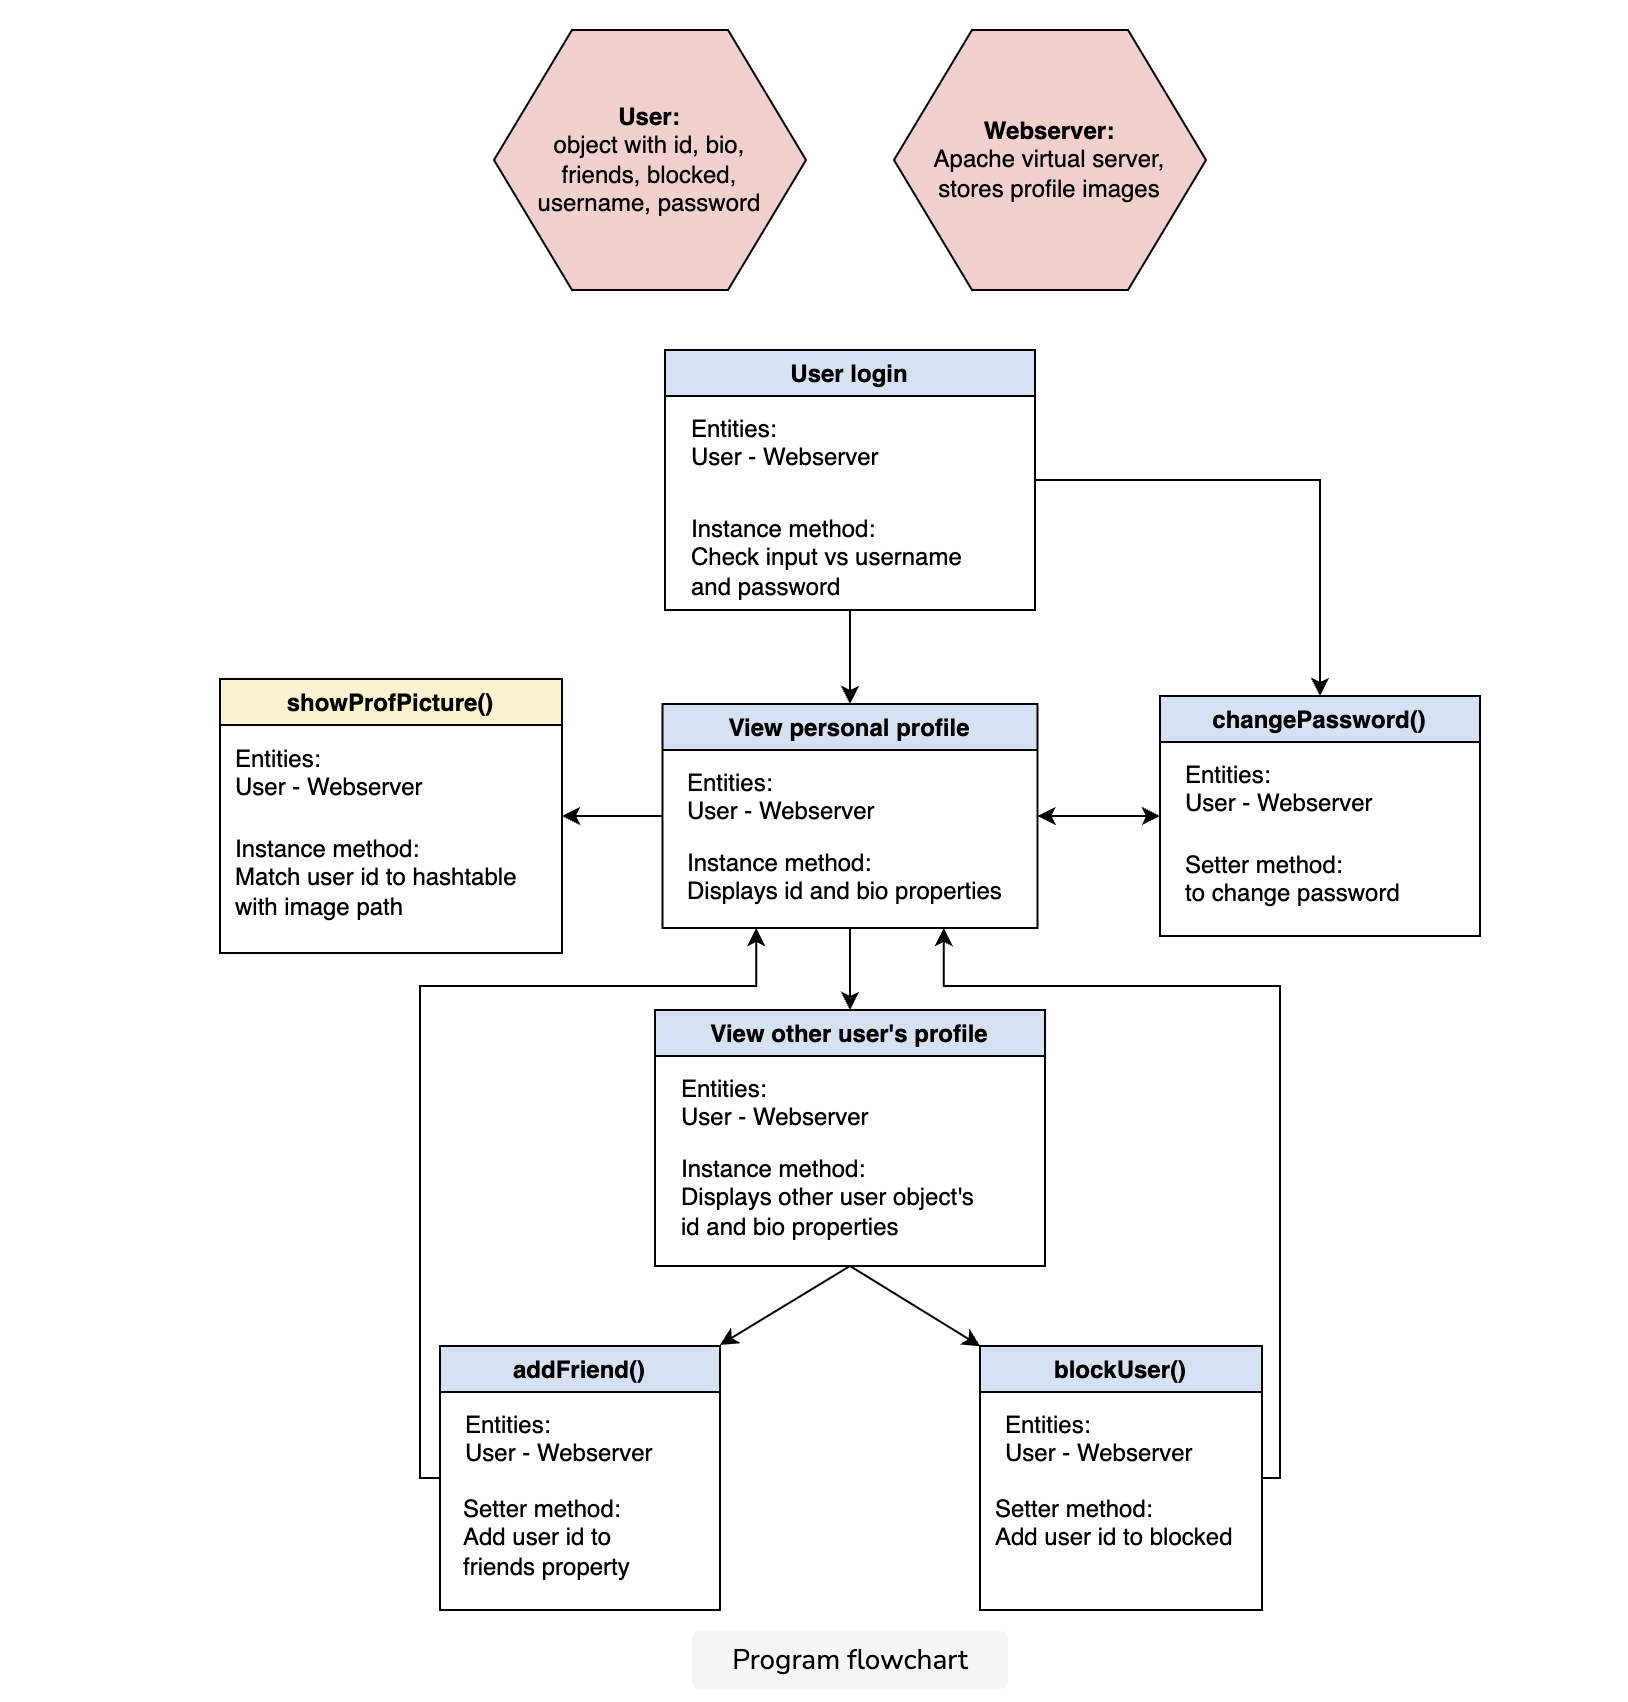 User:
object with id, bio,
friends, blocked,
username, password
Webserver:
Apache virtual server,
stores profile images
User login
Entities:
User - Webserver
Instance method:
Check input vs username
and password
showProfPicture()
Entities:
User - Webserver
Instance method:
Match user id to hashtable
with image path
View personal profile
Entities:
User - Webserver
Instance method:
Displays id and bio properties
changePassword()
Entities:
User - Webserver
Setter method:
to change password
View other user's profile
Entities:
User - Webserver
Instance method:
Displays other user object's
id and bio properties
addFriend()
Entities:
User - Webserver
Setter method:
Add user id to
friends property
blockUser()
Entities:
User - Webserver
Setter method:
Add user id to blocked
Program flowchart